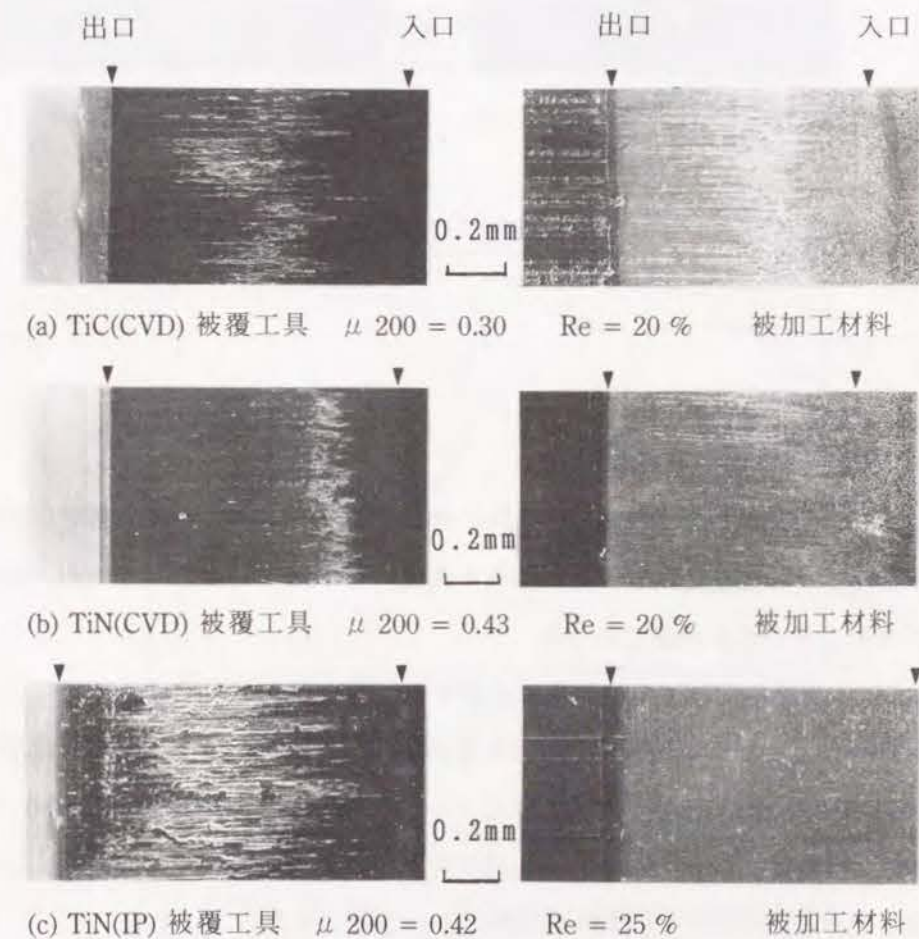 出口 入口 出口 入口
0.2mm
(a) TiC(CVD) 被覆工具 μ 200 = 0.30 Re = 20 % 被加工材料
0.2mm
(b) TiN(CVD) 被覆工具 μ 200 = 0.43 Re = 20 % 被加工材料
0.2mm
(c) TiN(IP) 被覆工具 μ 200 = 0.42 Re = 25 % 被加工材料